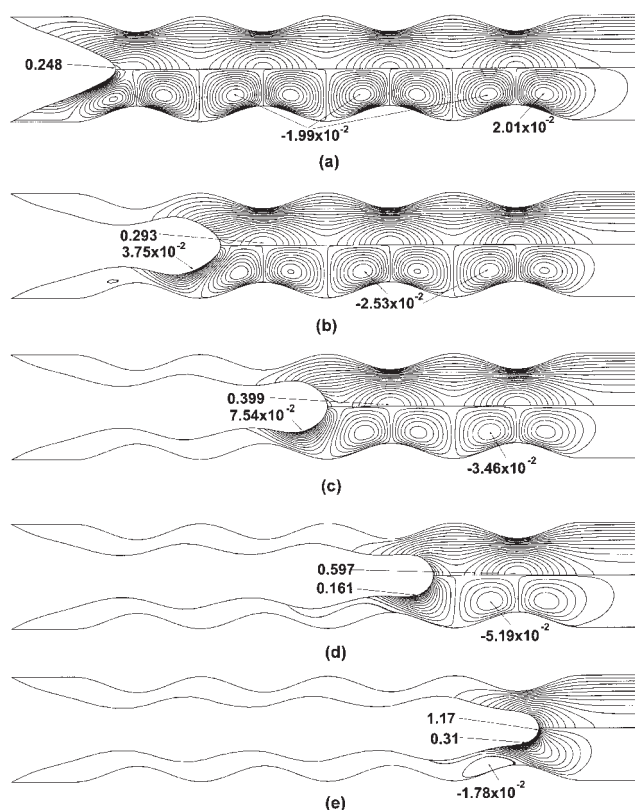 0.248
-1.99x10-2
2.01x10-2
(a)
0.293
3.75x10-2
-2.53x10-2
(b)
0.399
7.54x10-2
-3.46x10-2
(c)
0.597
0.161
-5.19x10-2
(d)
1.17
0.31
-1.78x10-2
(e)